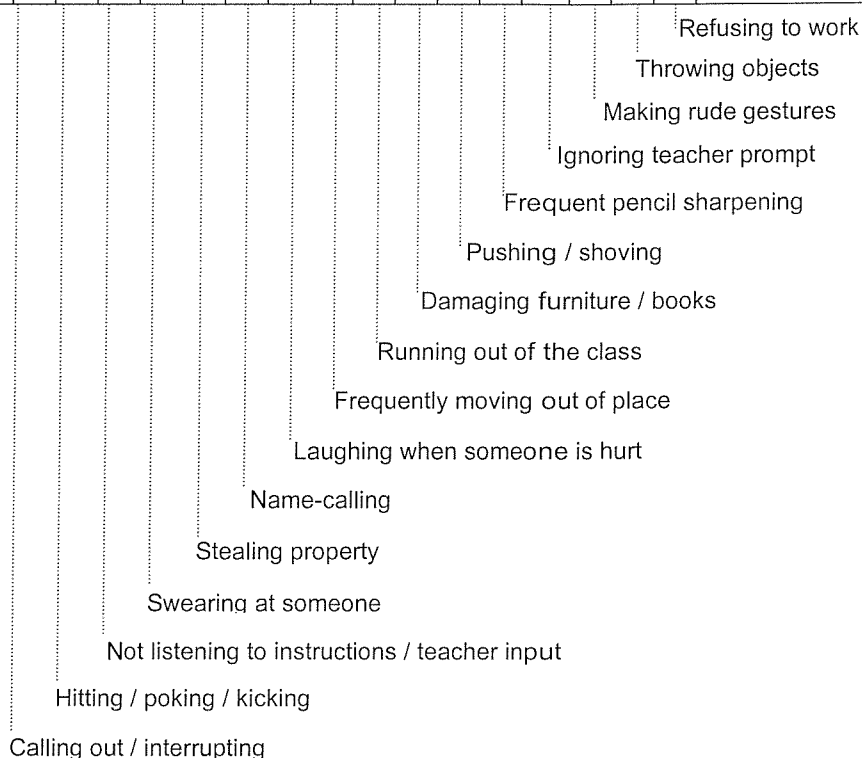 Refusing to work
Throwing objects
Making rude gestures
Ignoring teacher prompt
Frequent pencil sharpening
Pushing / shoving
Damaging furniture / books
Running out of the class
Frequently moving out of place
Laughing when someone is hurt
Name-calling
Stealing property
Swearing at someone
Not listening to instructions / teacher input
Hitting / poking / kicking
Calling out / interrupting